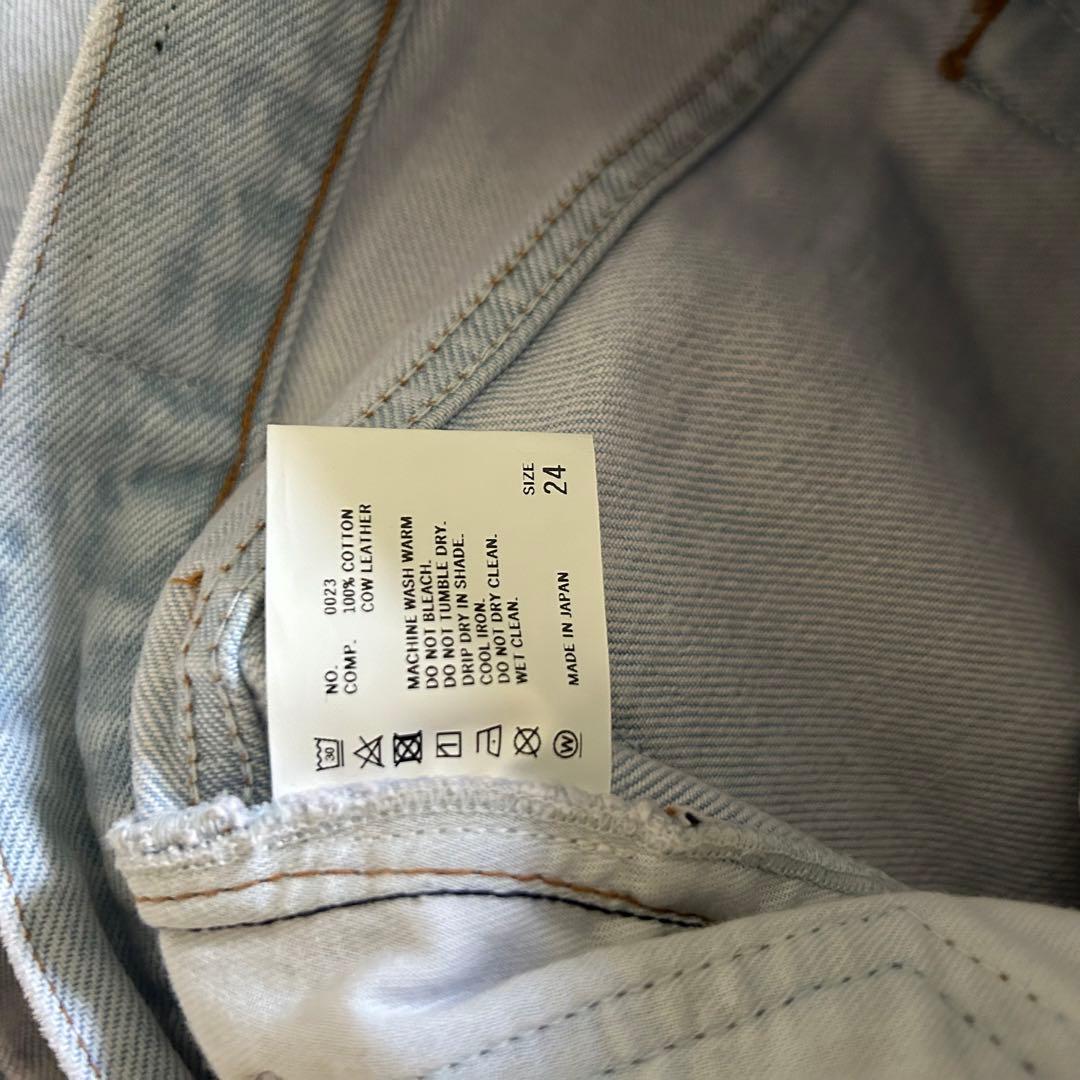 NO. 0023
COMP. 100% COTTON
COW LEATHER
MACHINE WASH WARM
DO NOT BLEACH.
DO NOT TUMBLE DRY.
DRIP DRY IN SHADE.
COOL IRON.
DO NOT DRY CLEAN.
WET CLEAN.
SIZE
24
MADE IN JAPAN
30
W